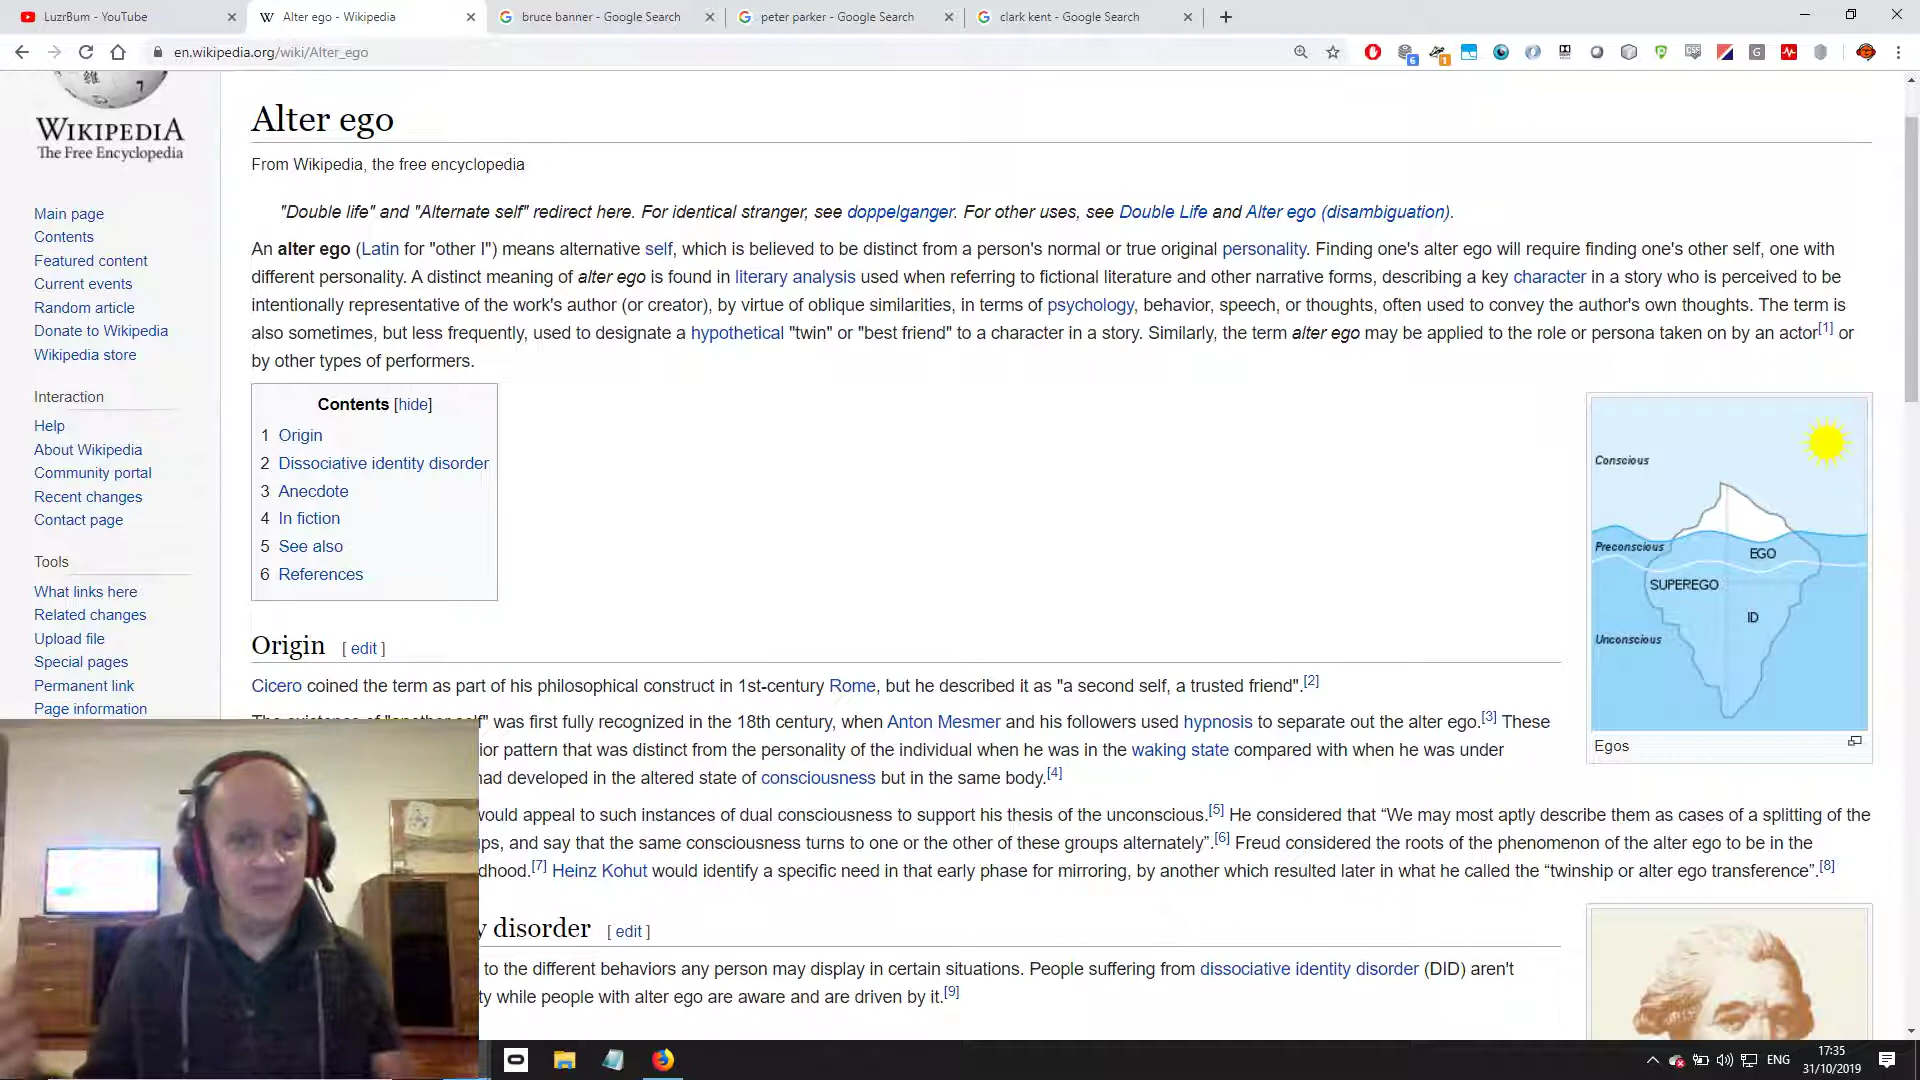 LuzrBum - YouTube
Alter ego - Wikipedia
bruce banner - Google Search
peter parker - Google Search
clark kent - Google Search
en.wikipedia.org/wiki/Alter_ego
WIKIPEDIA
The Free Encyclopedia
Main page
Contents
Featured content
Current events
Random article
Donate to Wikipedia
Wikipedia store
Interaction
Help
About Wikipedia
Community portal
Recent changes
Contact page
Tools
What links here
Related changes
Upload file
Special pages
Permanent link
Page information
Alter ego
From Wikipedia, the free encyclopedia
"Double life" and "Alternate self" redirect here. For identical stranger, see doppelganger. For other uses, see Double Life and Alter ego (disambiguation).
An alter ego (Latin for "other I") means alternative self, which is believed to be distinct from a person's normal or true original personality. Finding one's alter ego will require finding one's other self, one with
different personality. A distinct meaning of alter ego is found in literary analysis used when referring to fictional literature and other narrative forms, describing a key character in a story who is perceived to be
intentionally representative of the work's author (or creator), by virtue of oblique similarities, in terms of psychology, behavior, speech, or thoughts, often used to convey the author's own thoughts. The term is
also sometimes, but less frequently, used to designate a hypothetical "twin" or "best friend" to a character in a story. Similarly, the term alter ego may be applied to the role or persona taken on by an actor[1] or
by other types of performers.
Contents [hide]
1 Origin
2 Dissociative identity disorder
3 Anecdote
4 In fiction
5 See also
6 References
Conscious
Preconscious
EGO
SUPEREGO
ID
Unconscious
Egos
Origin [ edit ]
Cicero coined the term as part of his philosophical construct in 1st-century Rome, but he described it as "a second self, a trusted friend".[2]
" was first fully recognized in the 18th century, when Anton Mesmer and his followers used hypnosis to separate out the alter ego.[3] These
ior pattern that was distinct from the personality of the individual when he was in the waking state compared with when he was under
had developed in the altered state of consciousness but in the same body.[4]
would appeal to such instances of dual consciousness to support his thesis of the unconscious.[5] He considered that “We may most aptly describe them as cases of a splitting of the
ps, and say that the same consciousness turns to one or the other of these groups alternately”.[6] Freud considered the roots of the phenomenon of the alter ego to be in the
dhood.[7] Heinz Kohut would identify a specific need in that early phase for mirroring, by another which resulted later in what he called the “twinship or alter ego transference”.[8]
y disorder [ edit ]
to the different behaviors any person may display in certain situations. People suffering from dissociative identity disorder (DID) aren't
ty while people with alter ego are aware and are driven by it.[9]
ENG
17:35
31/10/2019